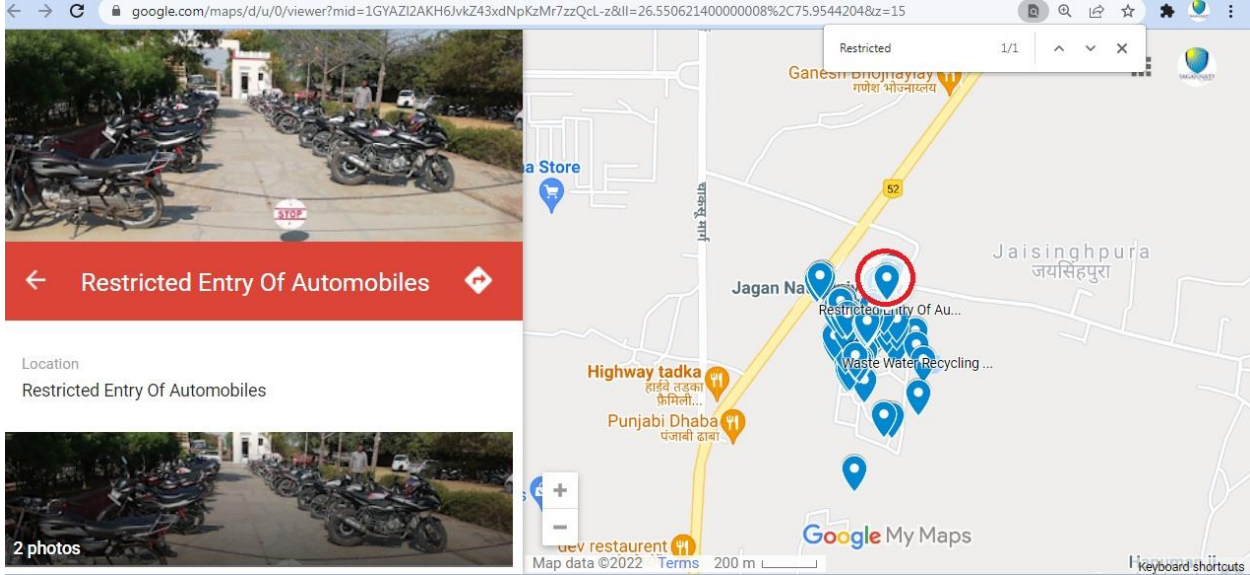 google.com/maps/d/u/0/viewer?mid=1GYAZI2AKH6JvkZ43xdNpKzMr7zzQcL-z&ll=26.550621400000008%2C75.9544204&z=15
Restricted 1/1
STOP
Restricted Entry Of Automobiles
Location
Restricted Entry Of Automobiles
2 photos
Ganesh Bhojnaylay
गणेश भोजनालय
a Store
52
चाकसू मार्ग
Jaisinghpura
जयसिंहपुरा
Jagan Na
Restricted Entry Of Au...
Waste Water Recycling ...
Highway tadka
हाईवे तड़का
फ़ैमिली...
Punjabi Dhaba
पंजाबी ढाबा
s
dev restaurent
Google My Maps
Map data ©2022 Terms 200 m
Keyboard shortcuts